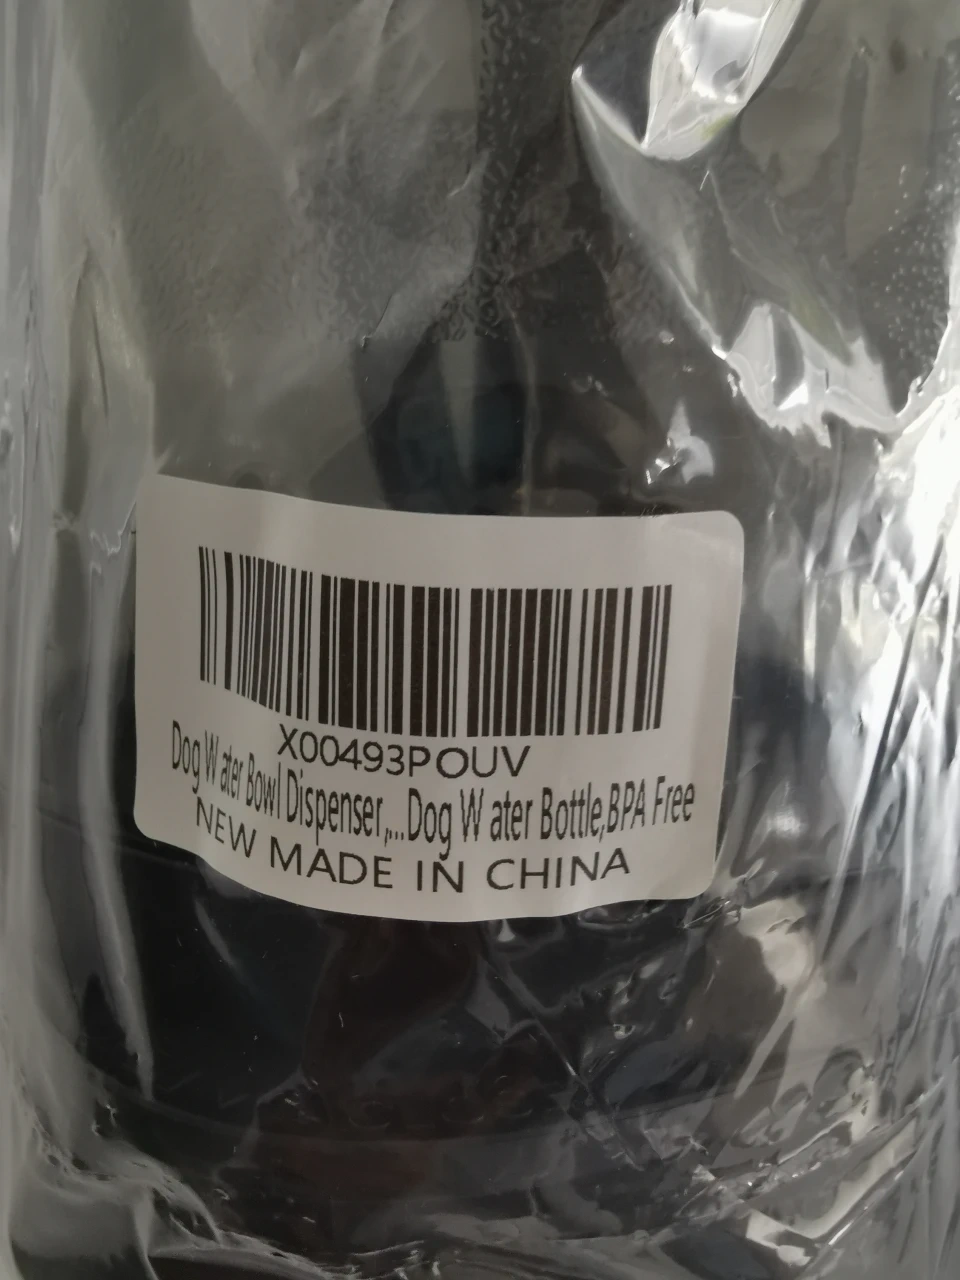 X00493POUV
Dog W ater Bowl Dispenser,...Dog W ater Bottle,BPA Free
NEW MADE IN CHINA